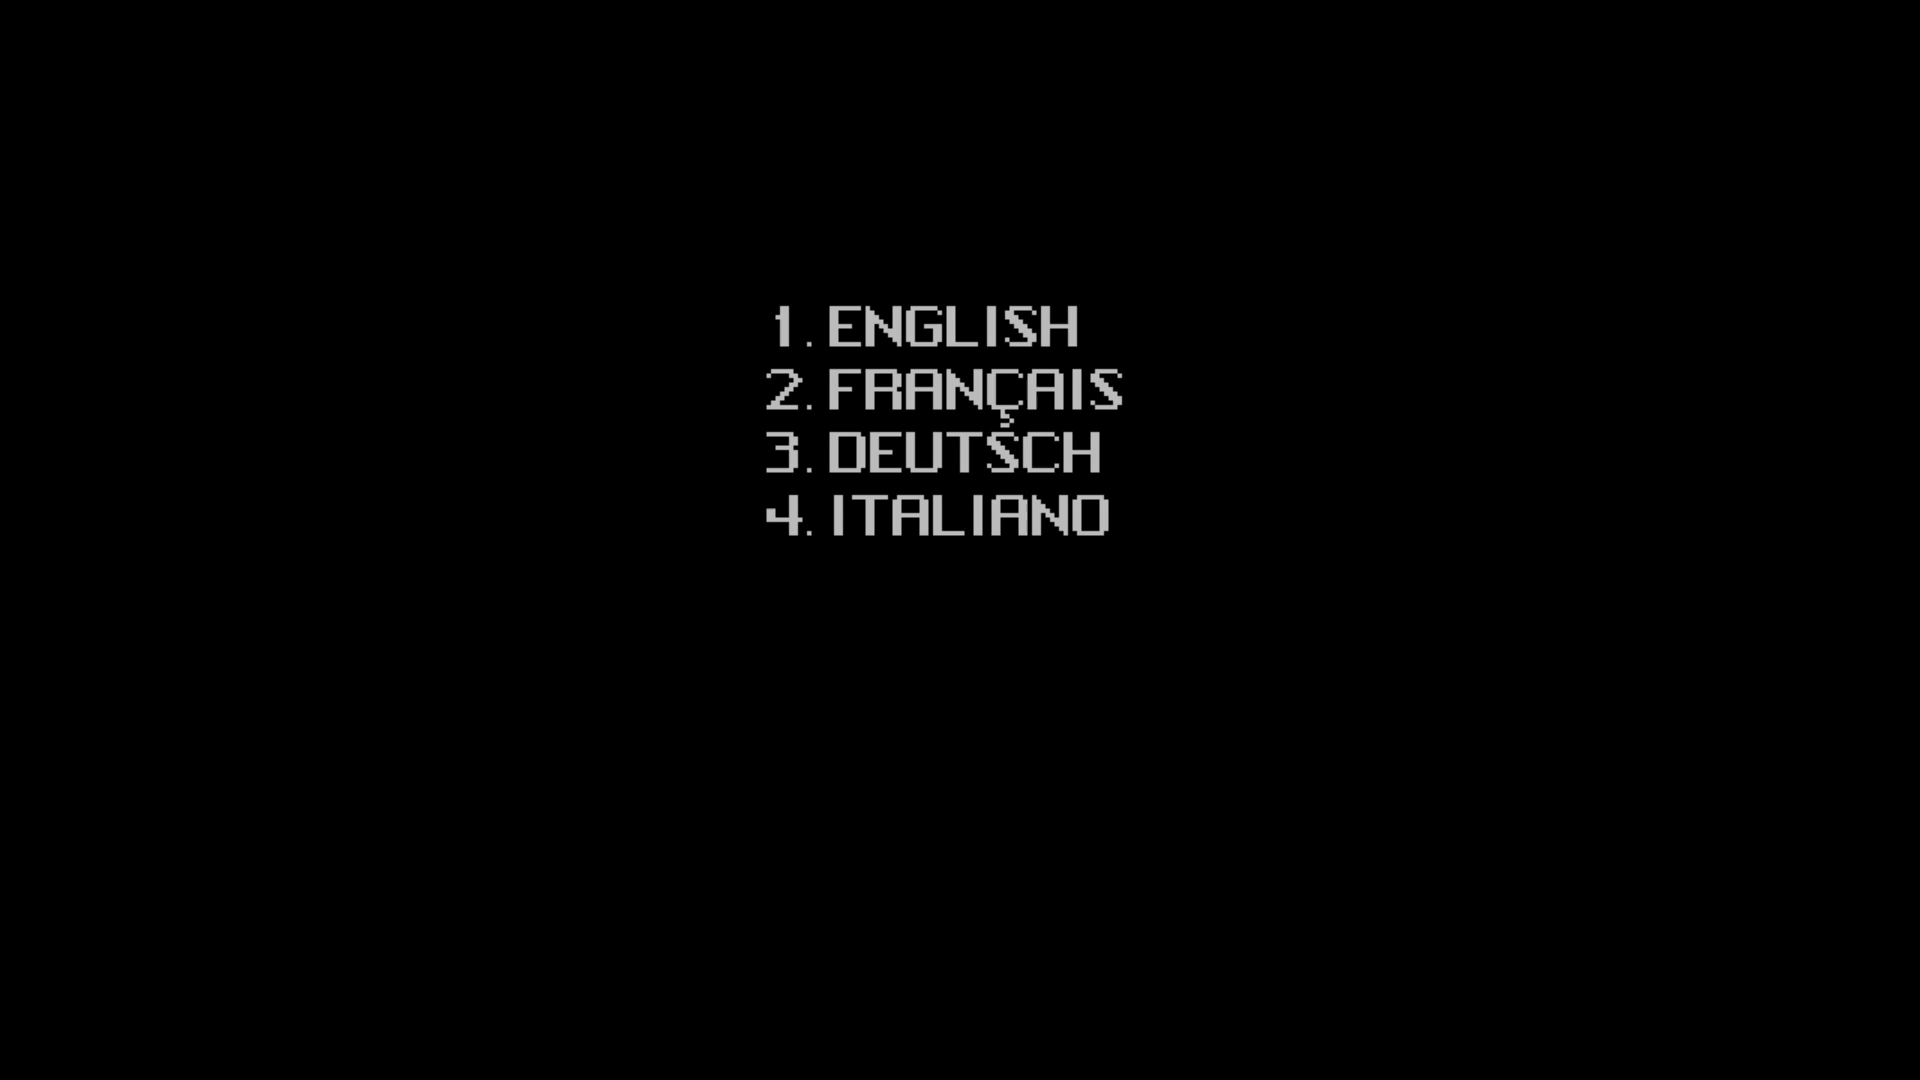 1. ENGLISH
2. FRANÇAIS
3. DEUTSCH
4. ITALIANO